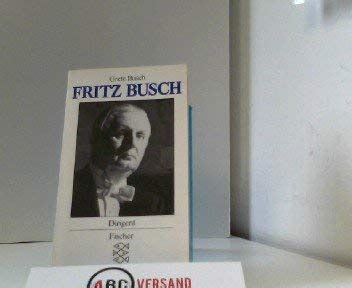 Grete Busch
FRITZ BUSCH
Dirigent
Fischer
ABC VERSAND